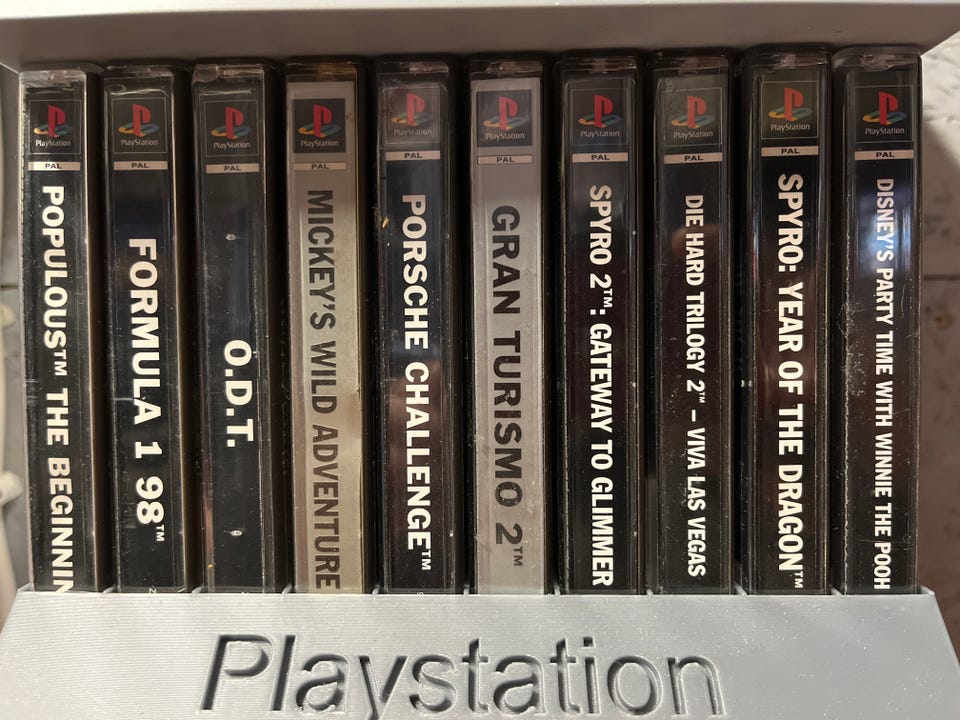 PlayStation
PAL
POPULOUS™ THE BEGINNIN
PlayStation
PAL
FORMULA 1 98™
PlayStation
PAL
O.D.T.
PlayStation
PAL
MICKEY'S WILD ADVENTURE
PlayStation
PAL
PORSCHE CHALLENGE™
PlayStation
PAL
GRAN TURISMO 2™
PlayStation
PAL
SPYRO 2™: GATEWAY TO GLIMMER
PlayStation
PAL
DIE HARD TRILOGY 2™ – VIVA LAS VEGAS
PlayStation
PAL
SPYRO: YEAR OF THE DRAGON™
PlayStation
PAL
DISNEY'S PARTY TIME WITH WINNIE THE POOH
Playstation